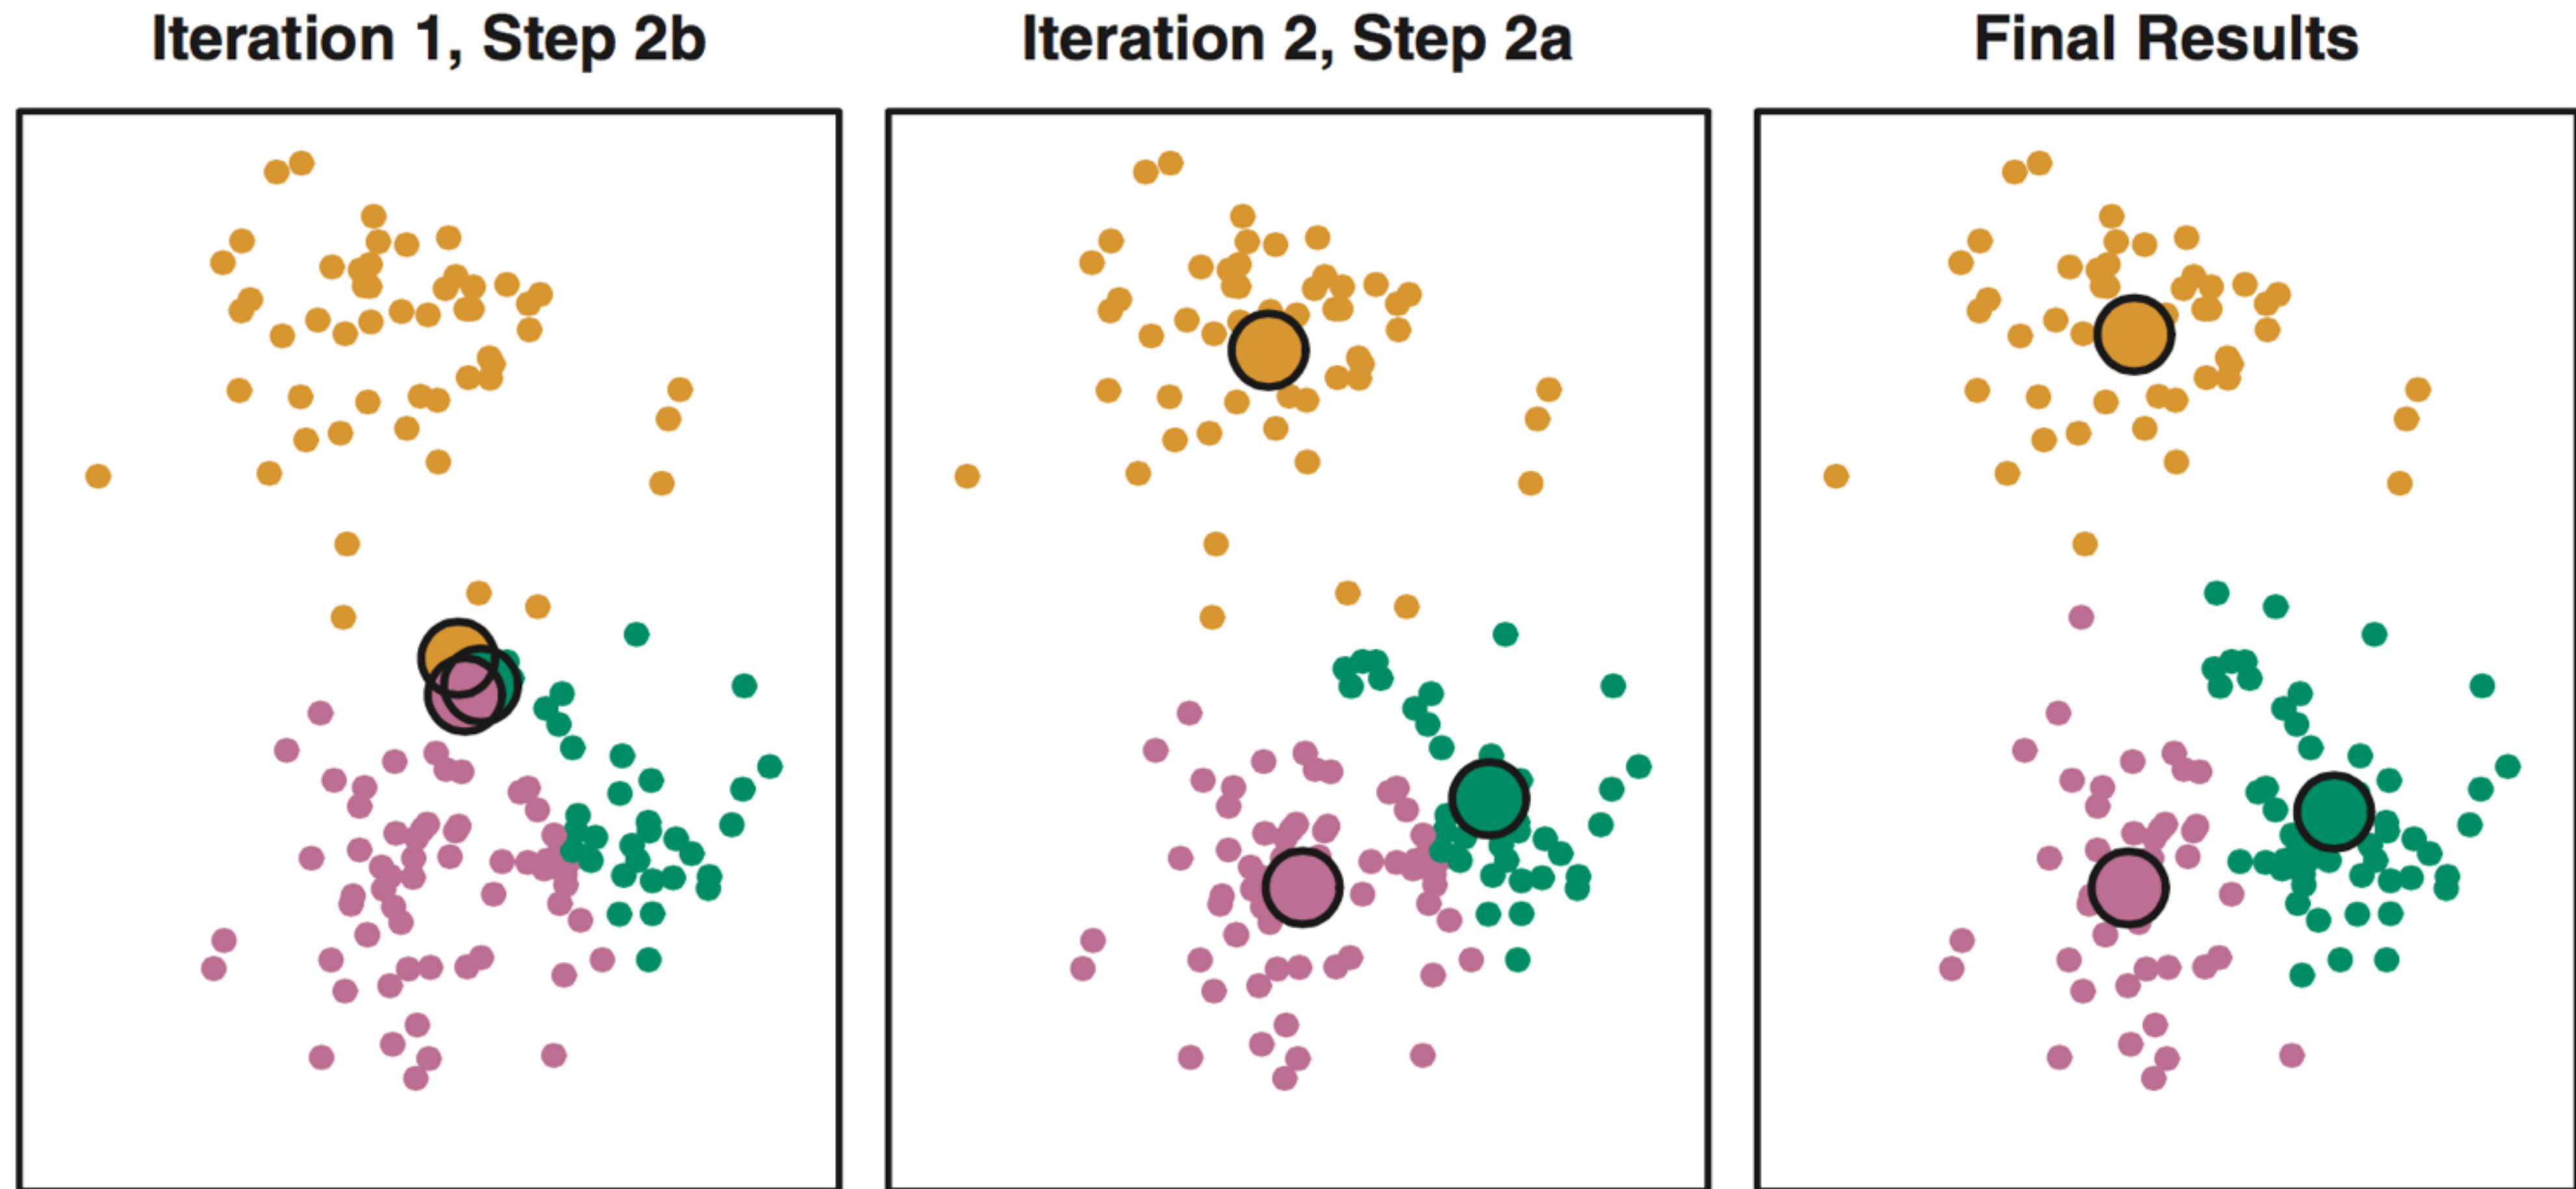 Iteration 1, Step 2b
Iteration 2, Step 2a
Final Results